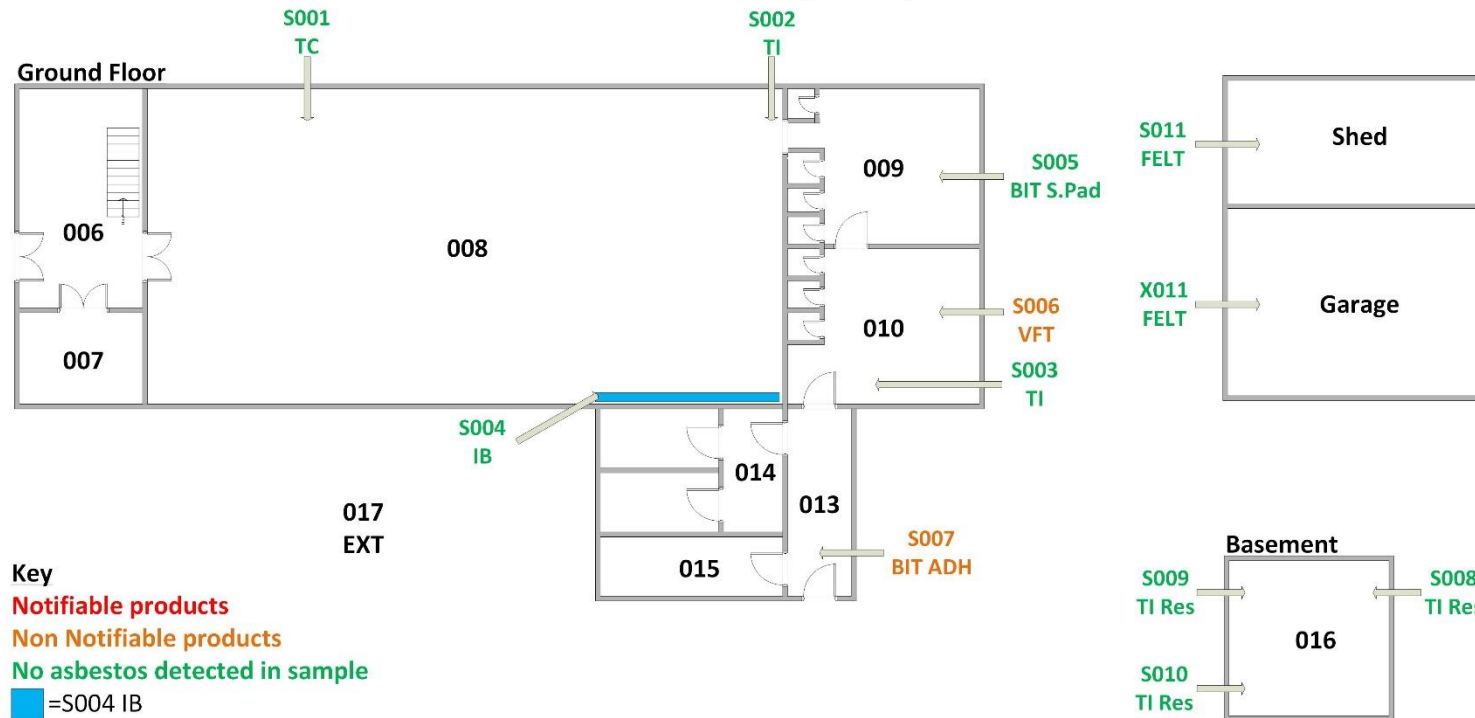 S001
TC
S002
TI
Ground Floor
006
007
008
009
010
S005
BIT S.Pad
S006
VFT
S003
TI
S004
IB
014
013
015
S007
BIT ADH
017
EXT
S011
FELT
Shed
X011
FELT
Garage
Key
Notifiable products
Non Notifiable products
No asbestos detected in sample
=S004 IB
Basement
S009
TI Res
S008
TI Res
016
S010
TI Res